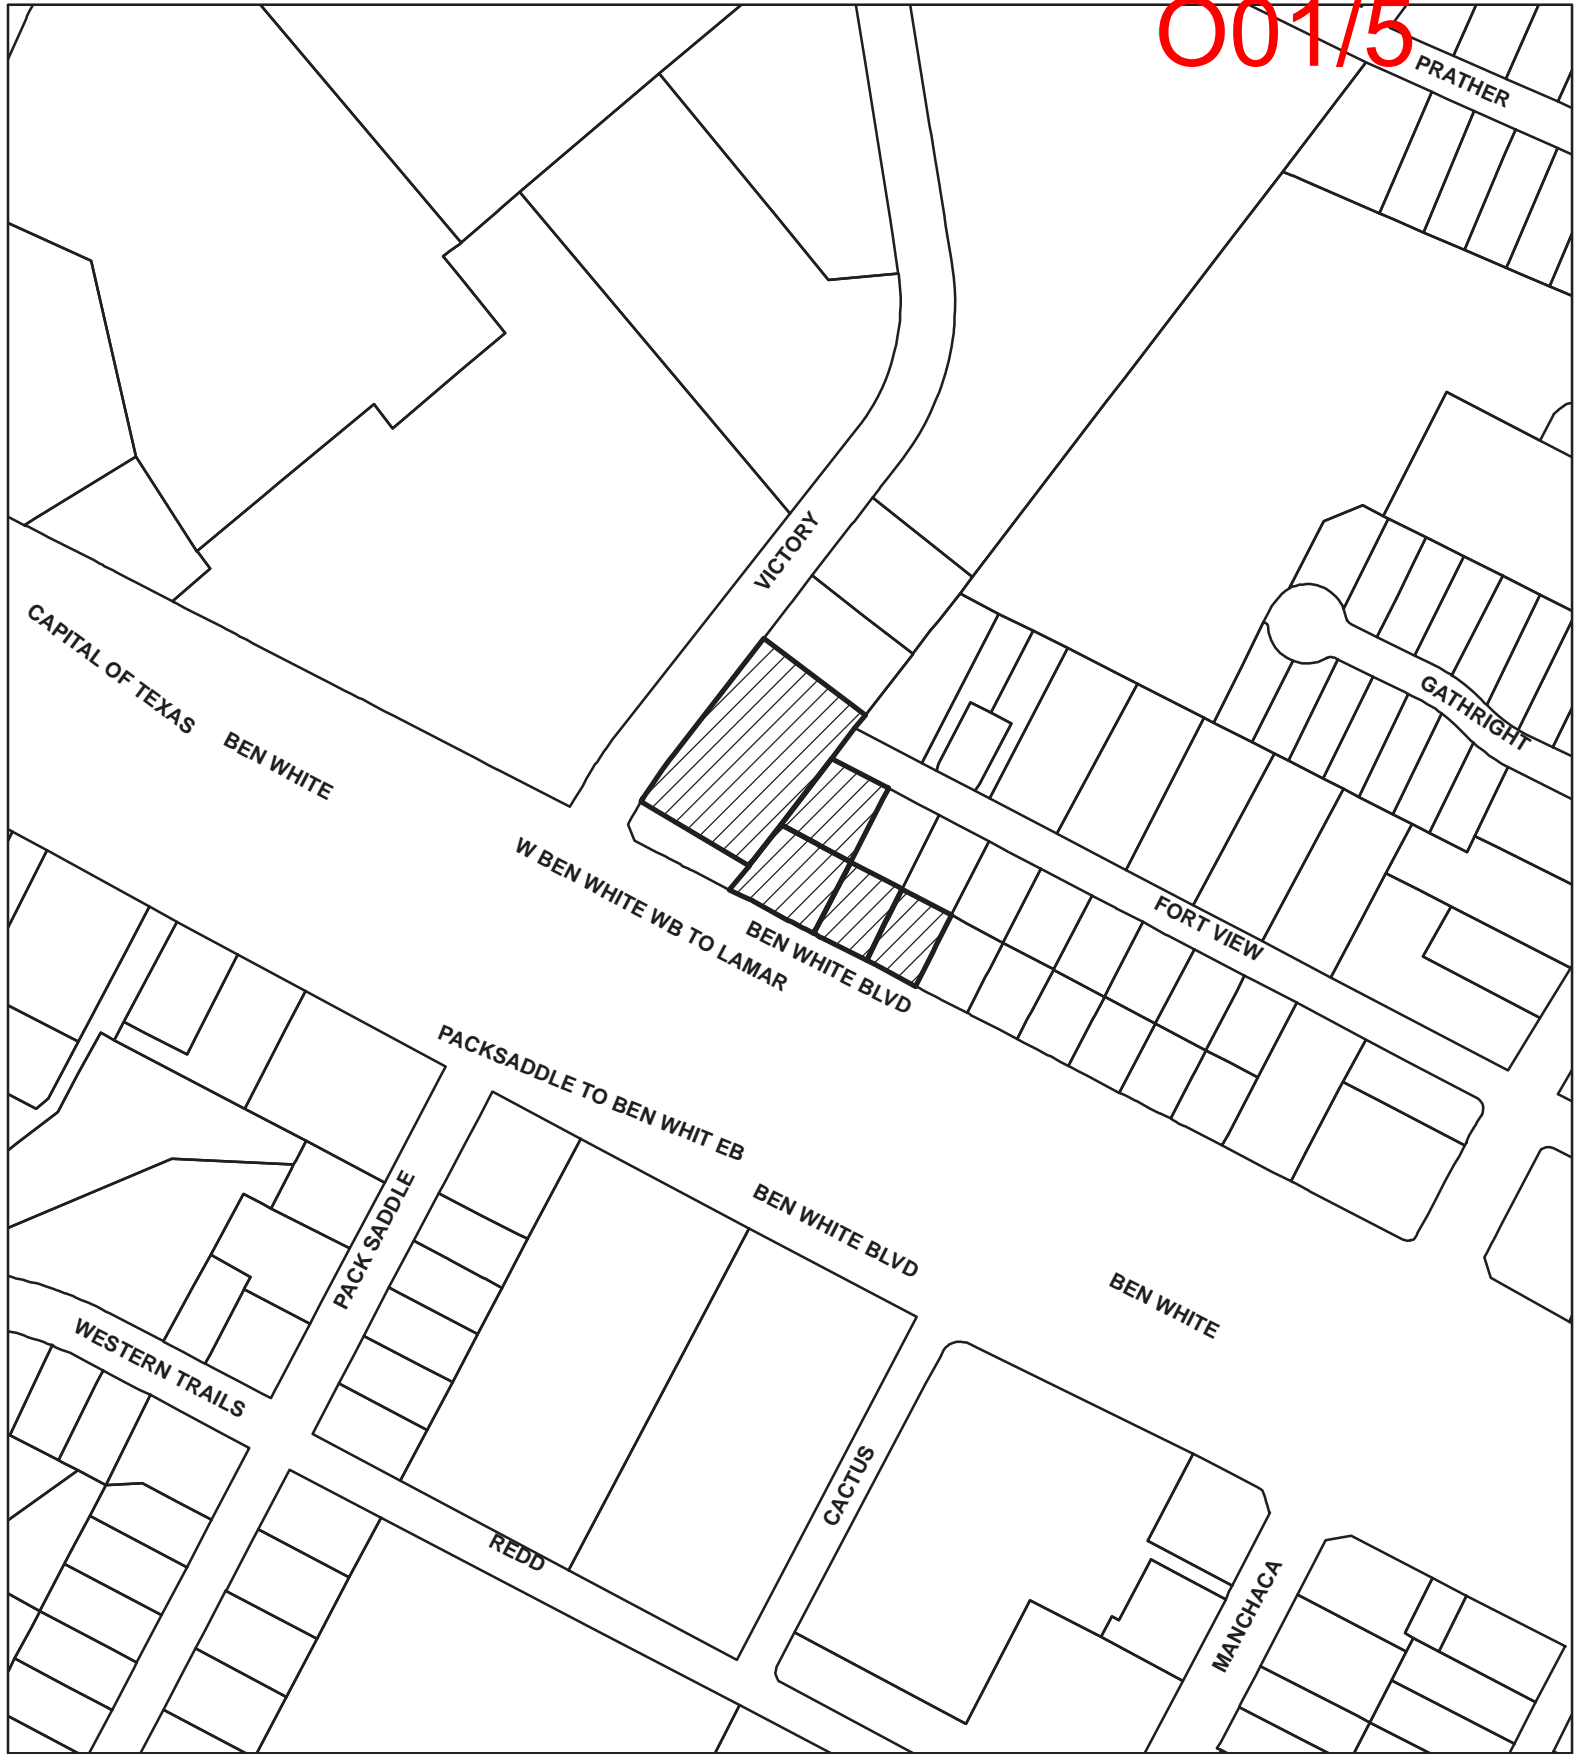 O01/5
PRATHER
VICTORY
CAPITAL OF TEXAS
BEN WHITE
GATHRIGHT
W BEN WHITE WB TO LAMAR
BEN WHITE BLVD
FORT VIEW
PACKSADDLE TO BEN WHIT EB
BEN WHITE BLVD
PACK SADDLE
BEN WHITE
WESTERN TRAILS
CACTUS
REDD
MANCHACA